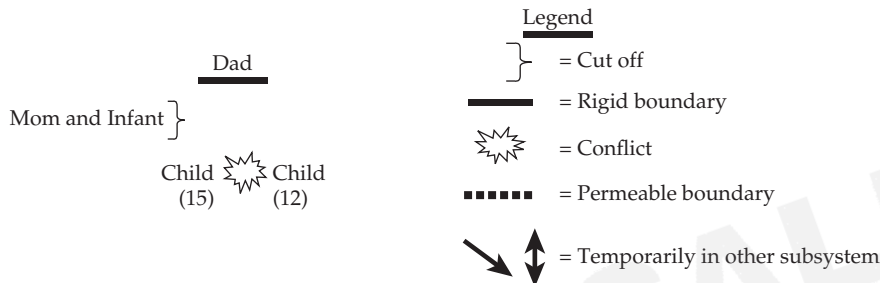 Dad
Mom and Infant
Child Child
(15) (12)
Legend
= Cut off
= Rigid boundary
= Conflict
= Permeable boundary
= Temporarily in other subsystem